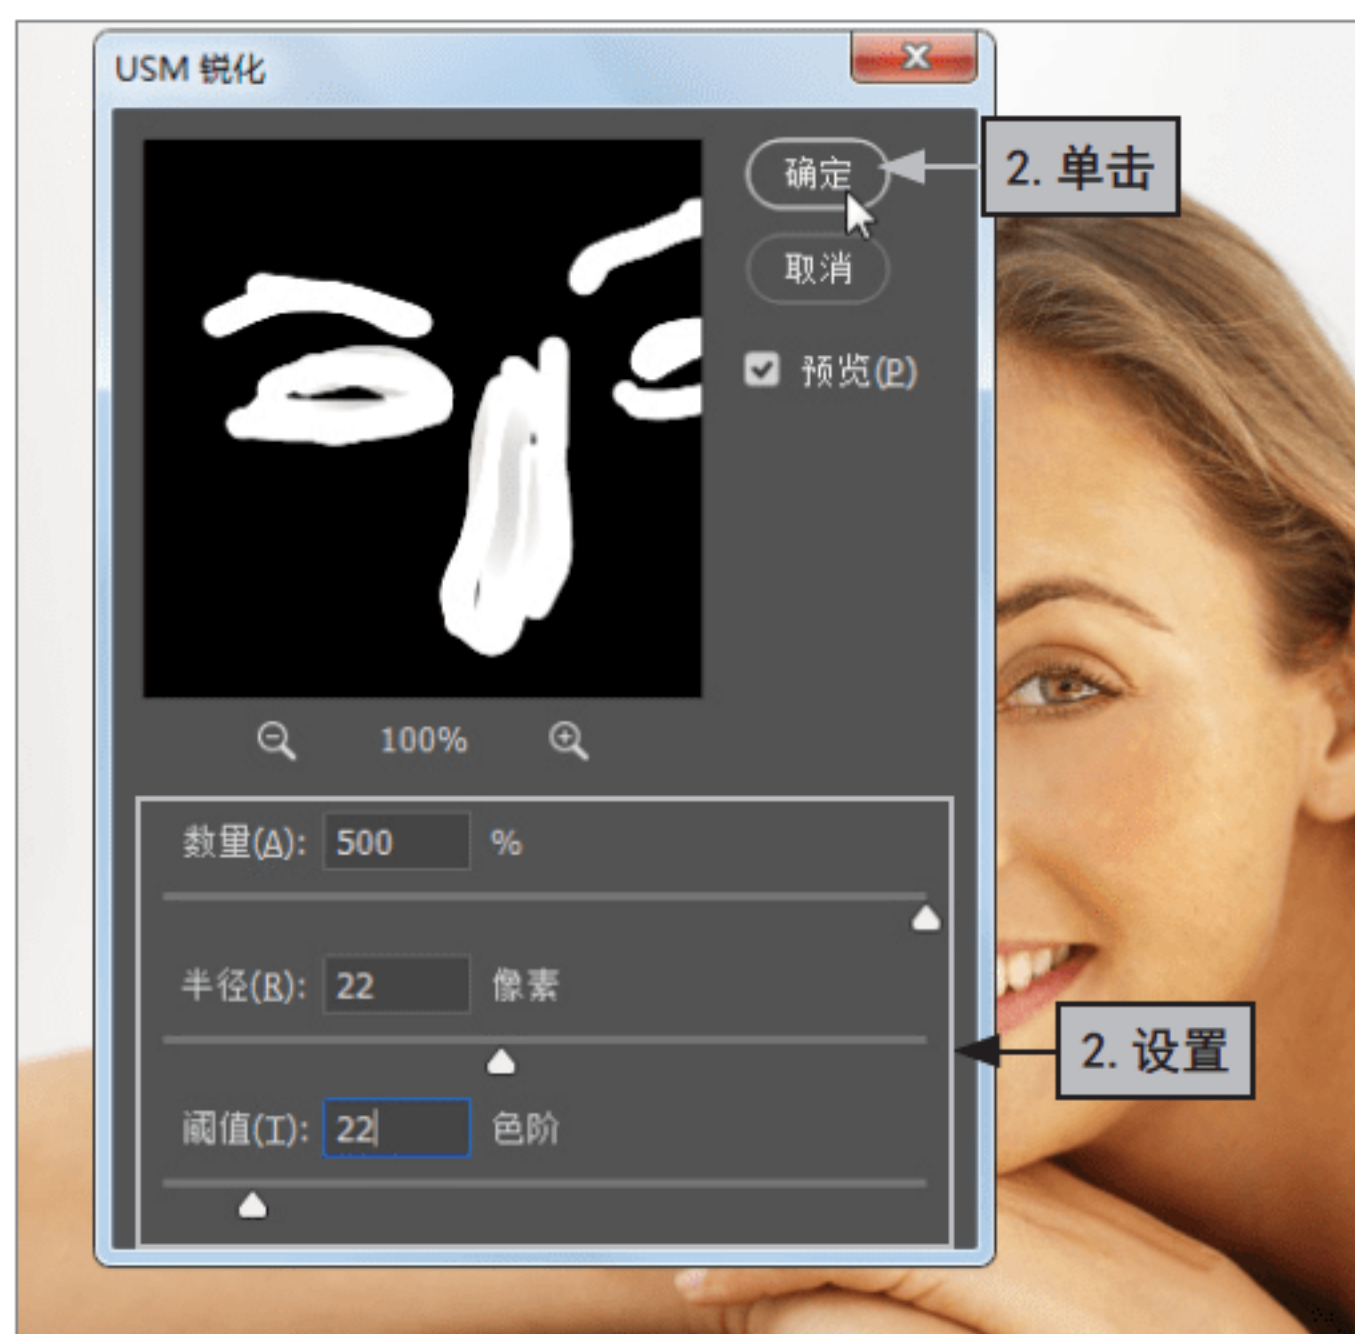 USM 锐化
确定
2. 单击
取消
预览(P)
100%
数量(A): 500 %
半径(R): 22 像素
2. 设置
阈值(T): 22 色阶